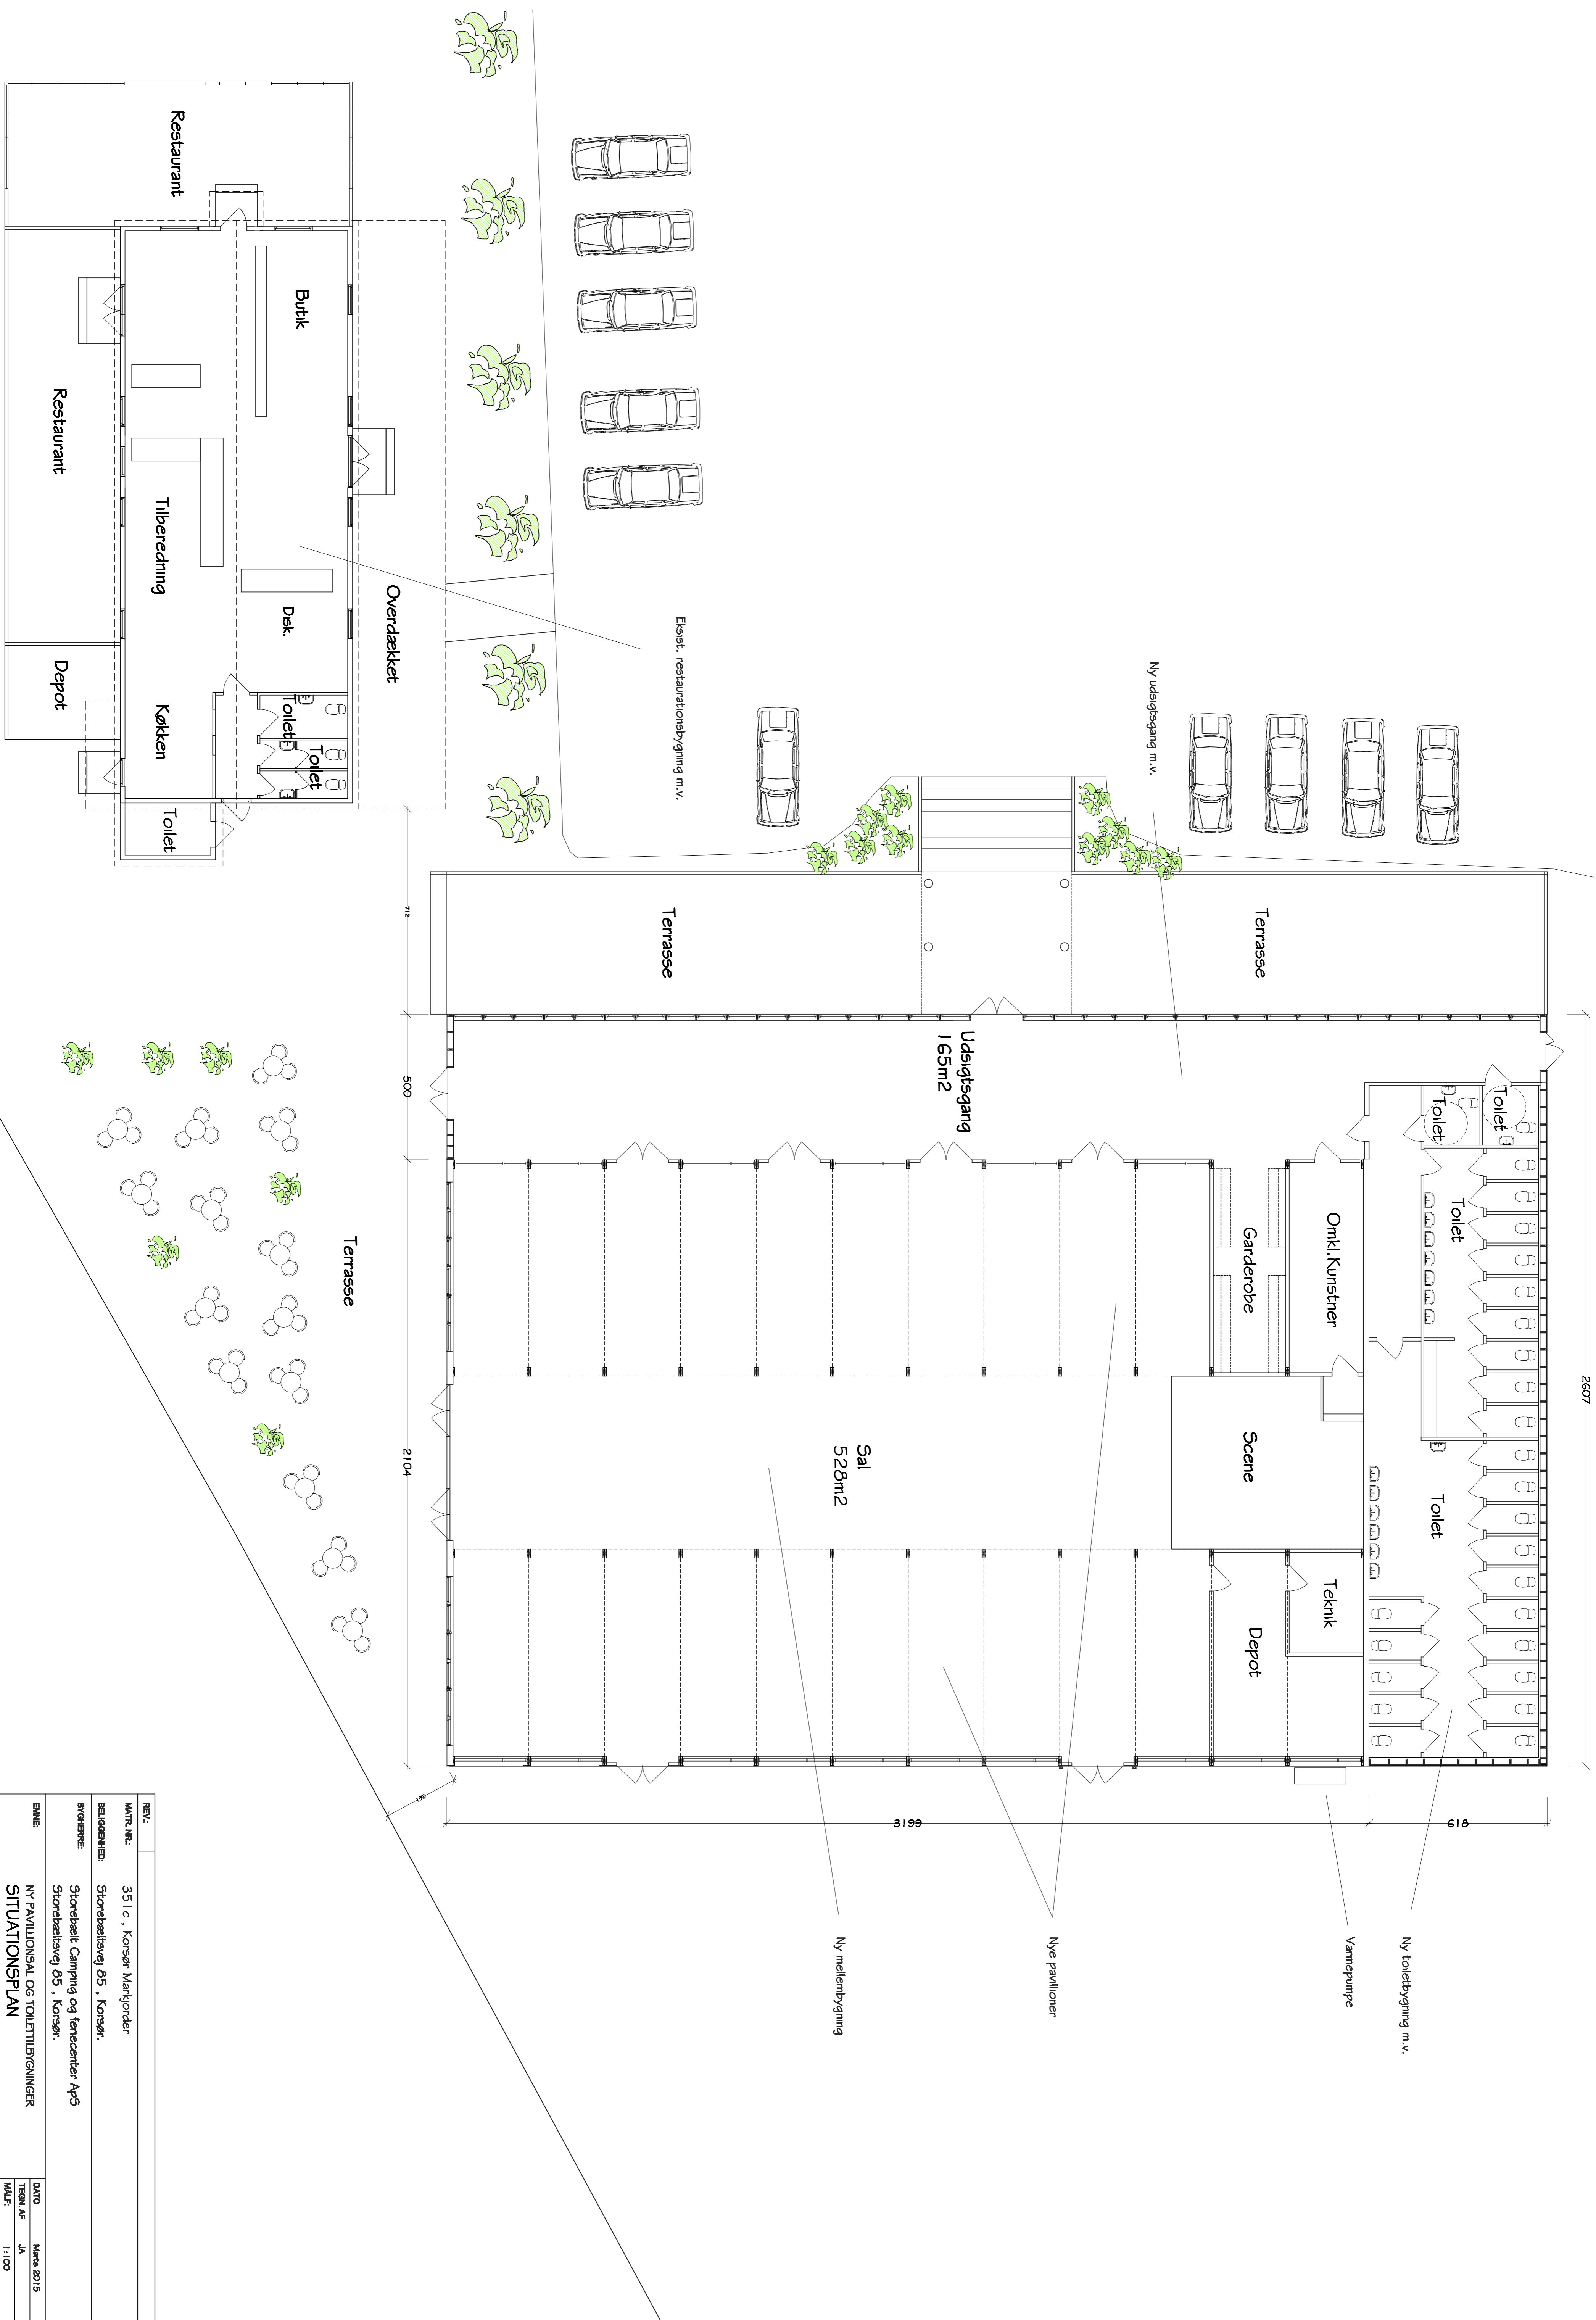 Restaurant
Restaurant
Butik
Tilberedning
Disk.
Overdækket
Depot
Køkken
Toilet
Toilet
Toilet
Eksist. restaurationsbygning m.v.
Ny udsigtsgang m.v.
Terrasse
Terrasse
712
500
2104
2607
Udsigtsgang
165m2
Toilet
Toilet
Toilet
Omkl.Kunstner
Garderobe
Terrasse
Sal
528m2
Scene
Toilet
Teknik
Depot
152
3199
618
Ny mellembygning
Nye pavillioner
Varmepumpe
Ny toiletbygning m.v.
REV.:
MATR. NR.: 351c, Korsør Markjorder
BELIGGENHED: Storebæltsvej 85, Korsør.
BYGHERRE: Storebælt Camping og feriecenter ApS
Storebæltsvej 85, Korsør.
EMNE: NY PAVILLIONSAL OG TOILETTILBYGNINGER
SITUATIONSPLAN
DATO Marts 2015
TEGN. AF JA
MÅLF: 1:100